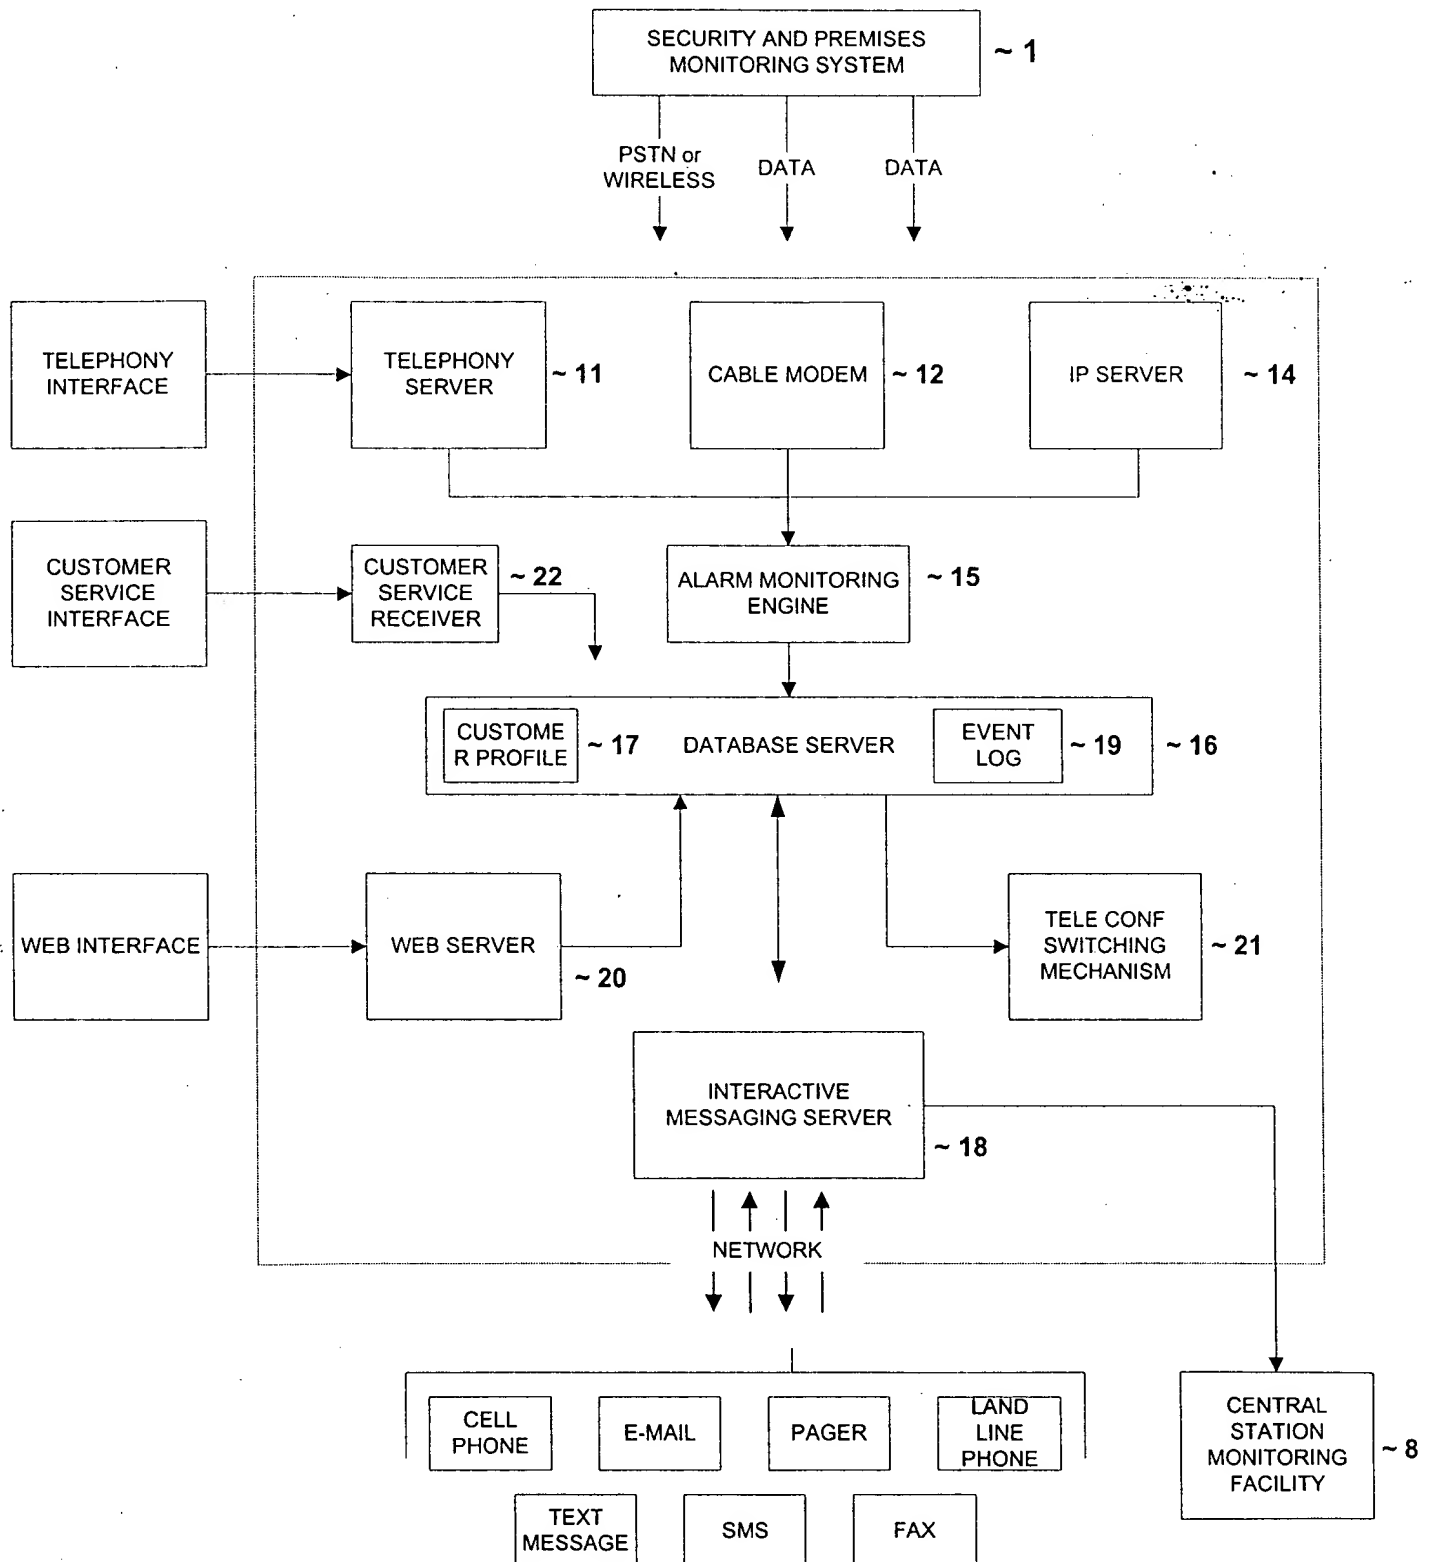 SECURITY AND PREMISES
MONITORING SYSTEM
~ 1
PSTN or
WIRELESS
DATA
DATA
TELEPHONY
INTERFACE
TELEPHONY
SERVER
~ 11
CABLE MODEM
~ 12
IP SERVER
~ 14
CUSTOMER
SERVICE
INTERFACE
CUSTOMER
SERVICE
RECEIVER
~ 22
ALARM MONITORING
ENGINE
~ 15
CUSTOME
R PROFILE
~ 17
DATABASE SERVER
EVENT
LOG
~ 19
~ 16
WEB INTERFACE
WEB SERVER
~ 20
TELE CONF
SWITCHING
MECHANISM
~ 21
INTERACTIVE
MESSAGING SERVER
~ 18
NETWORK
CELL
PHONE
E-MAIL
PAGER
LAND
LINE
PHONE
CENTRAL
STATION
MONITORING
FACILITY
~ 8
TEXT
MESSAGE
SMS
FAX